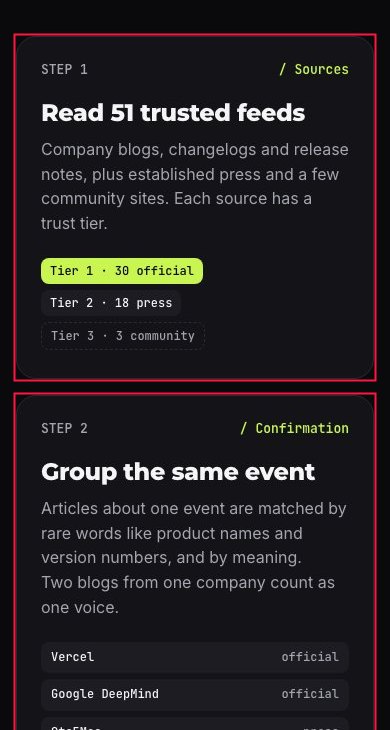 STEP 1
/ Sources
Read 51 trusted feeds
Company blogs, changelogs and release
notes, plus established press and a few
community sites. Each source has a
trust tier.
Tier 1 · 30 official
Tier 2 · 18 press
Tier 3 · 3 community
STEP 2
/ Confirmation
Group the same event
Articles about one event are matched by
rare words like product names and
version numbers, and by meaning.
Two blogs from one company count as
one voice.
Vercel
official
Google DeepMind
official